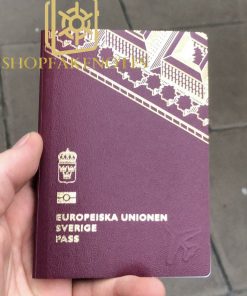 SHOPFAKENOTES
EUROPEISKA UNIONEN
SVERIGE
PASS